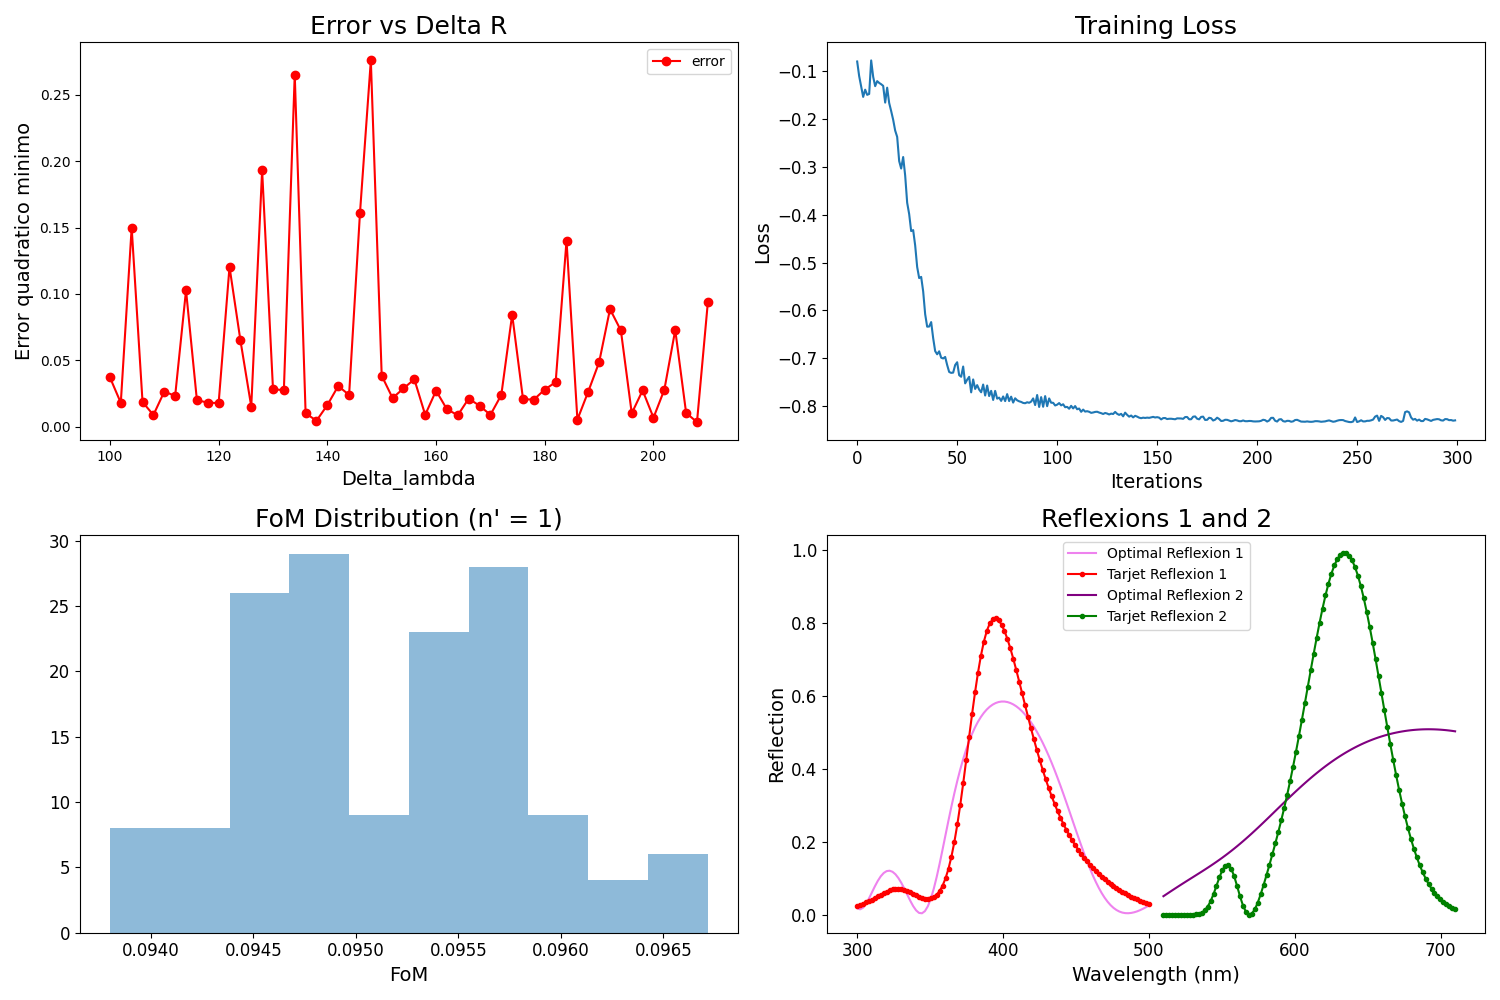 Error vs Delta R
error
Error quadratico minimo
0.25
0.20
0.15
0.10
0.05
0.00
100 120 140 160 180 200
Delta_lambda
Training Loss
Loss
−0.1
−0.2
−0.3
−0.4
−0.5
−0.6
−0.7
−0.8
0 50 100 150 200 250 300
Iterations
FoM Distribution (n' = 1)
30
25
20
15
10
5
0
0.0940 0.0945 0.0950 0.0955 0.0960 0.0965
FoM
Reflexions 1 and 2
Optimal Reflexion 1
Tarjet Reflexion 1
Optimal Reflexion 2
Tarjet Reflexion 2
Reflection
1.0
0.8
0.6
0.4
0.2
0.0
300 400 500 600 700
Wavelength (nm)